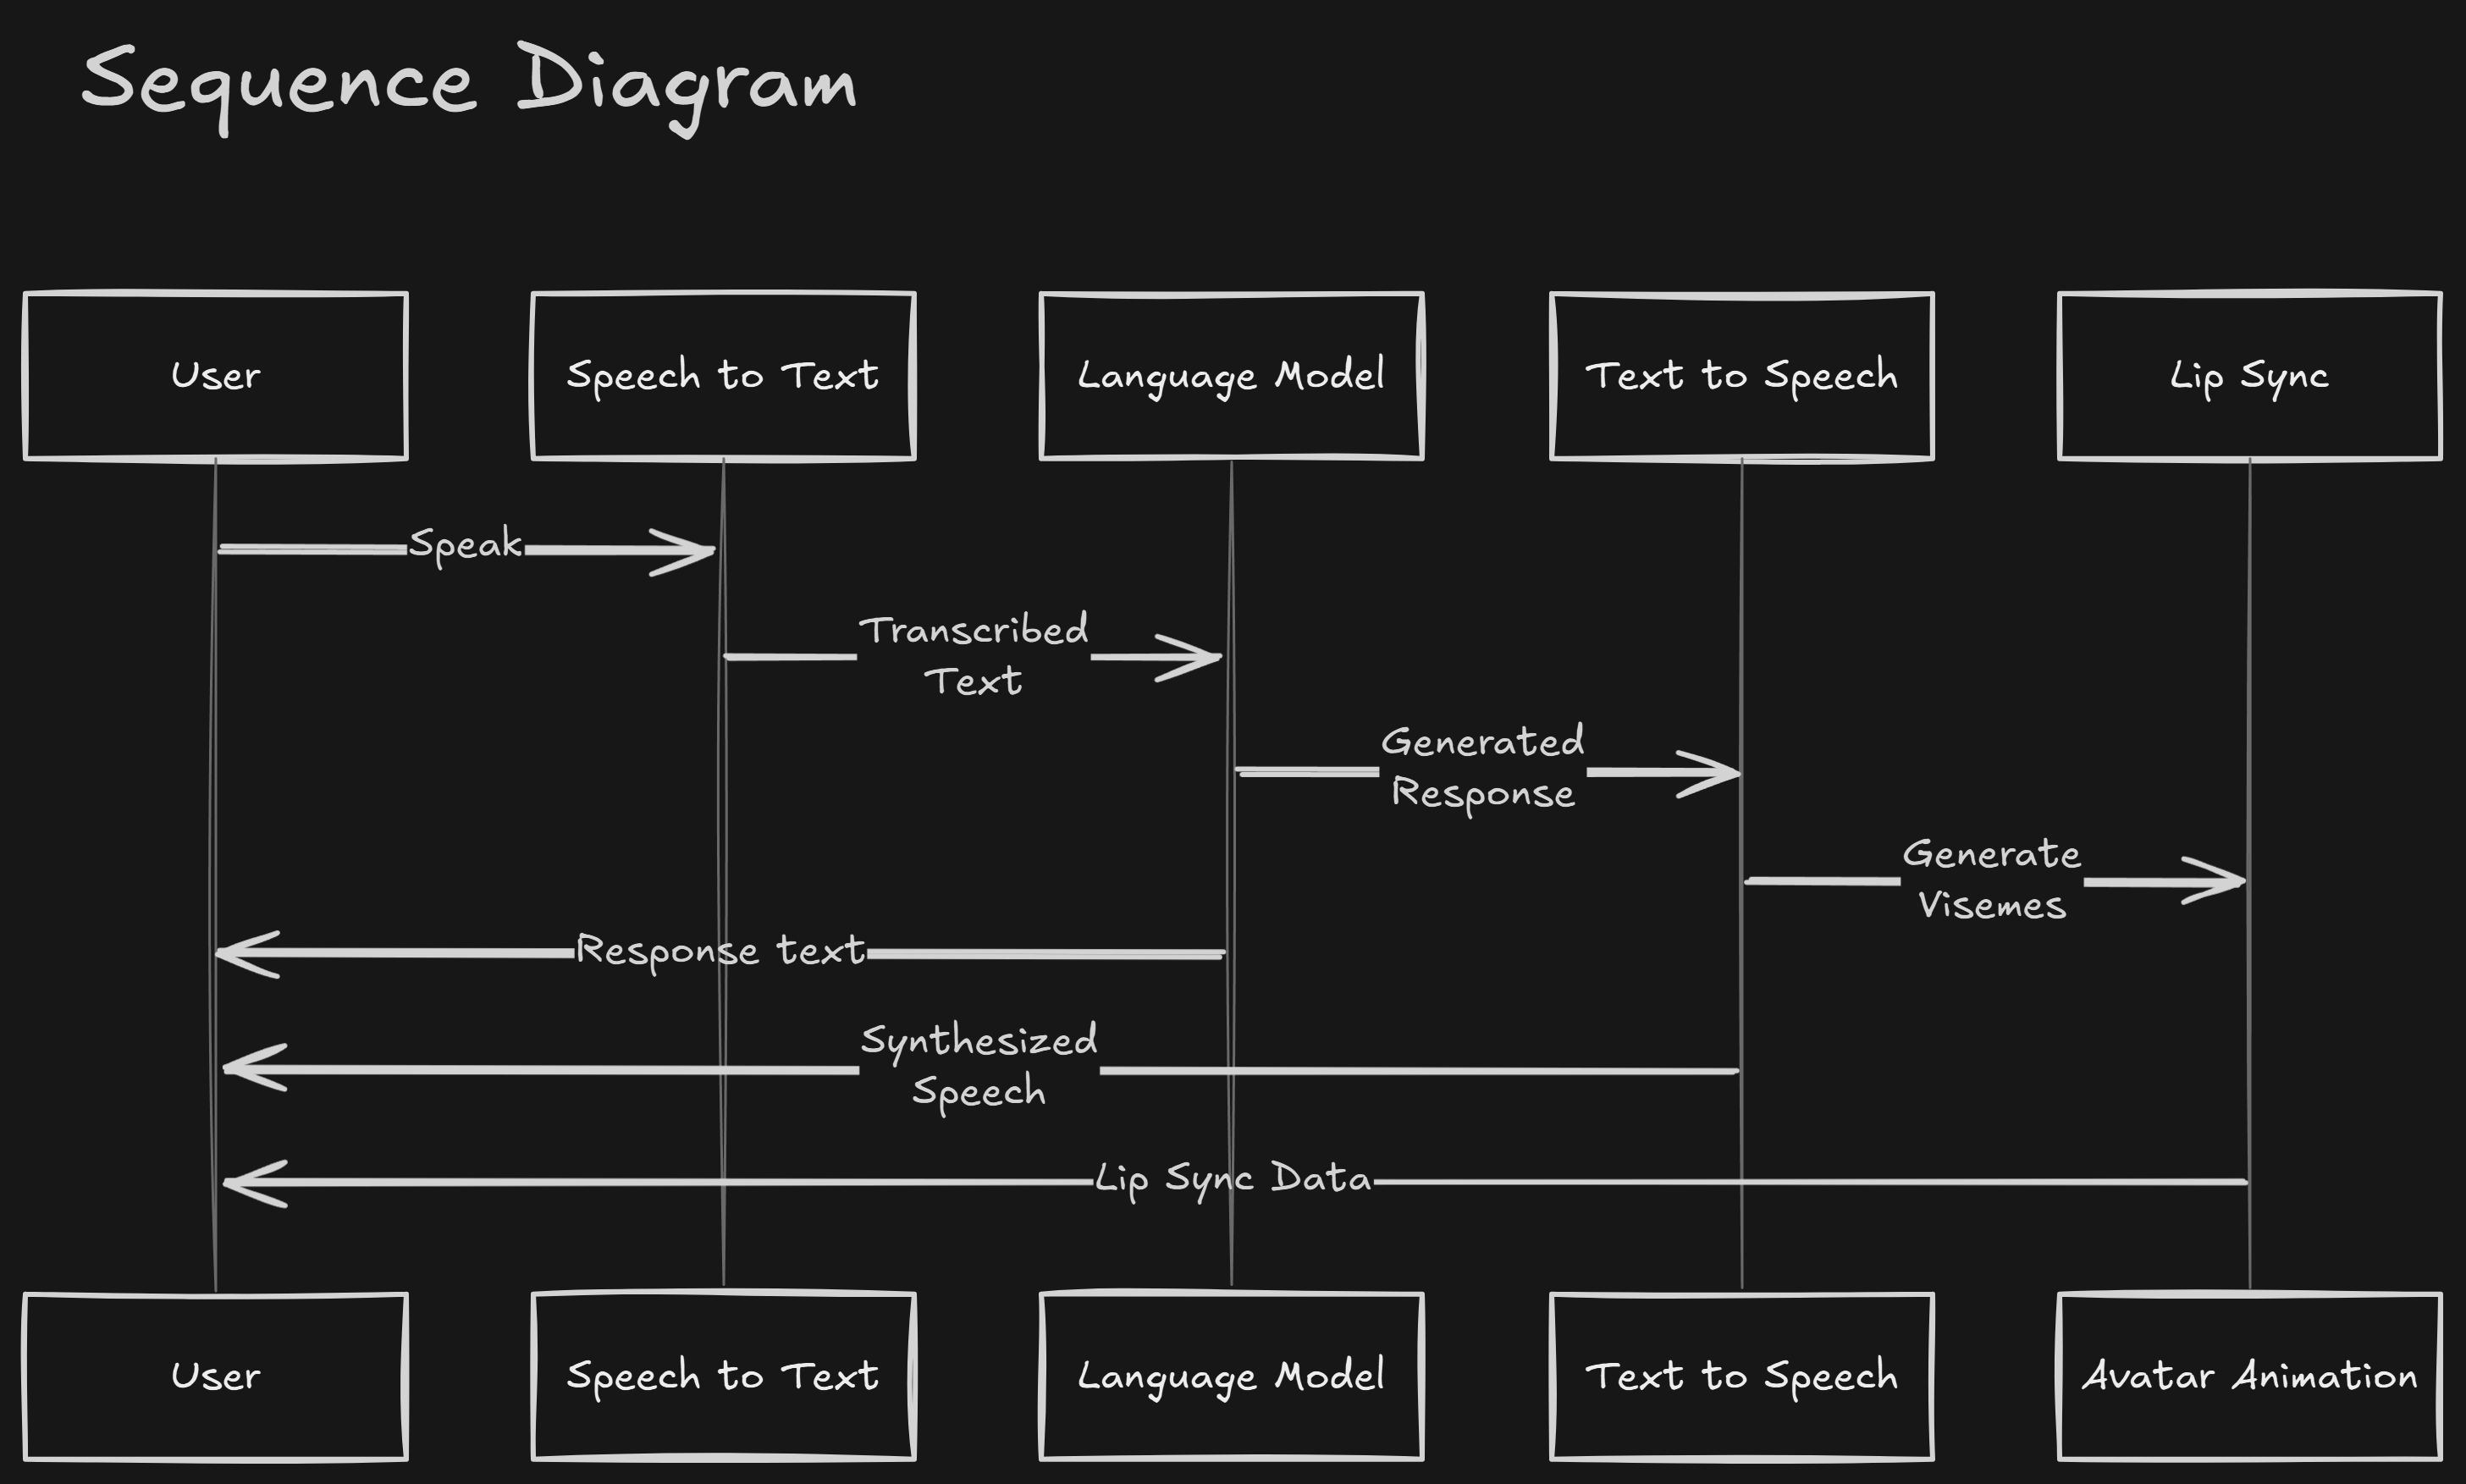 Sequence Diagram
User
Speech to Text
Language Model
Text to Speech
Lip Sync
Speak
Transcribed
Text
Generated
Response
Generate
Visemes
Response text
Synthesized
Speech
Lip Sync Data
User
Speech to Text
Language Model
Text to Speech
Avatar Animation